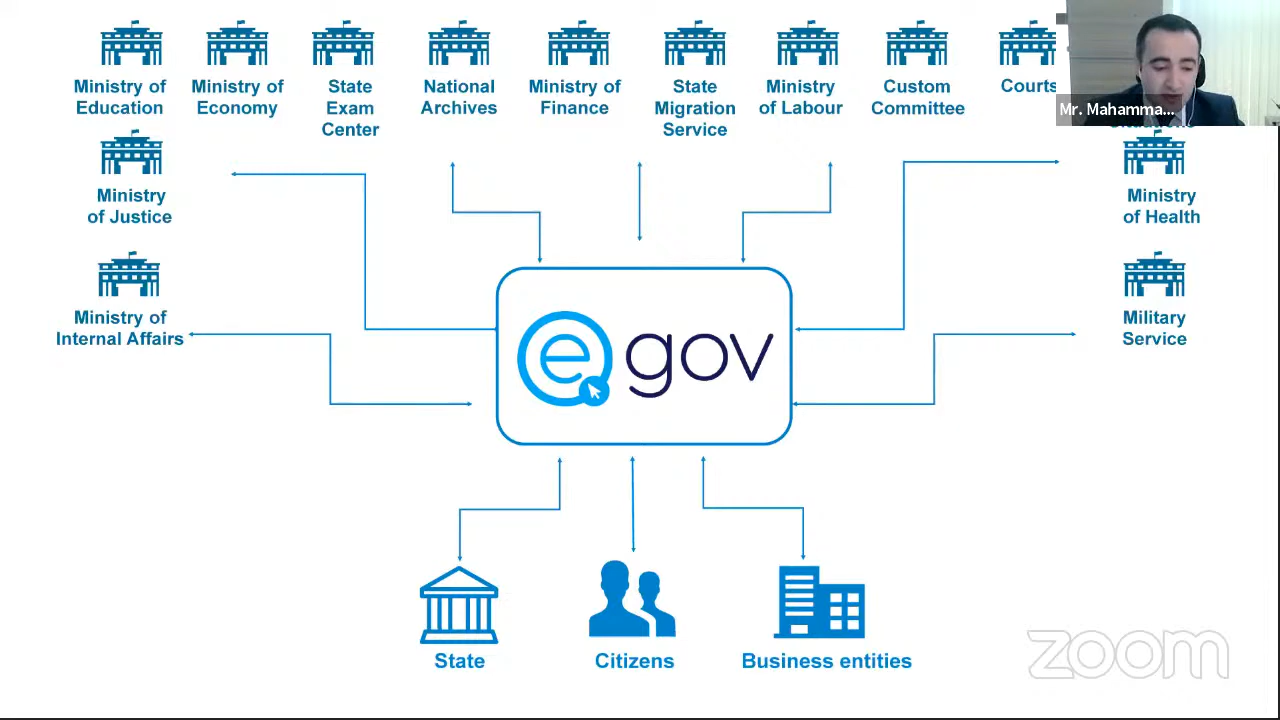 Ministry of
Education
Ministry of
Economy
State
Exam
Center
National
Archives
Ministry of
Finance
State
Migration
Service
Ministry
of Labour
Custom
Committee
Courts
Mr. Mahamma...
Ministry
of Justice
Ministry
of Health
Ministry of
Internal Affairs
Military
Service
e gov
State
Citizens
Business entities
zoom